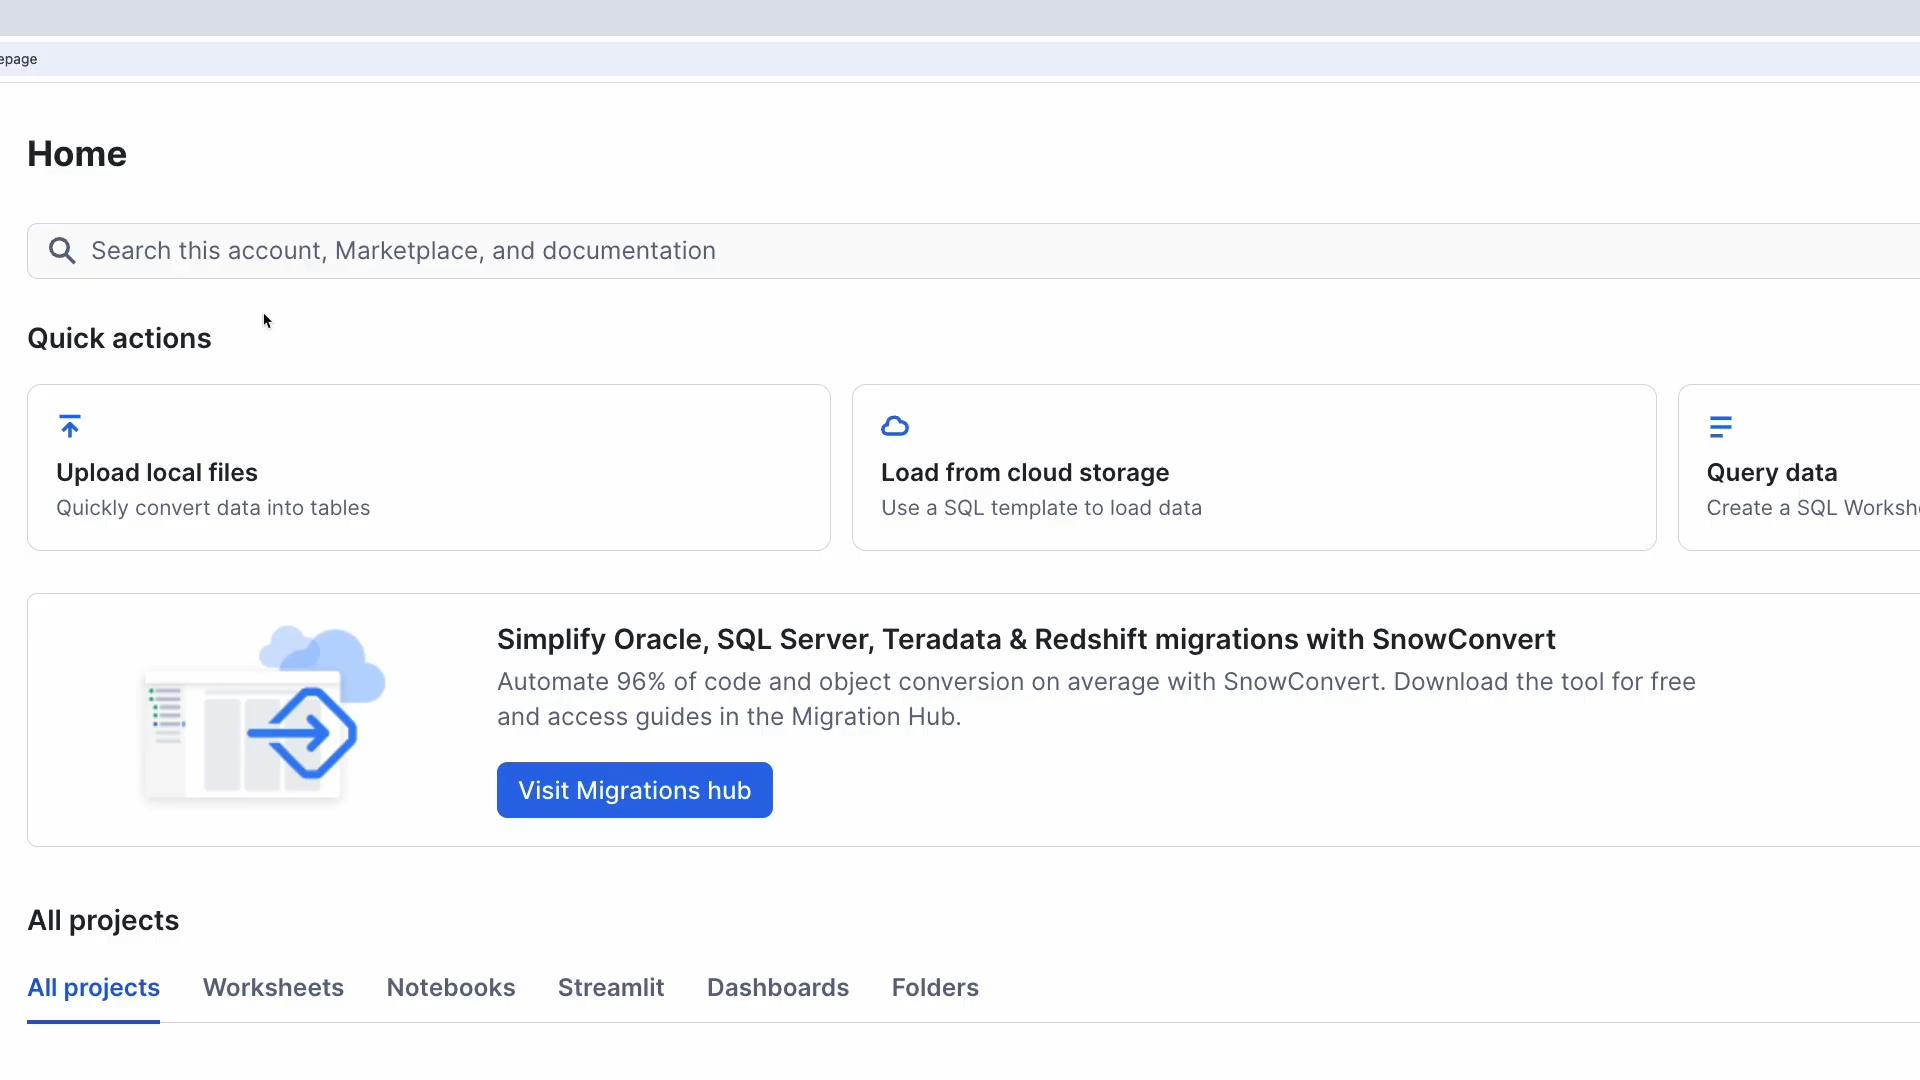 epage
Home
Search this account, Marketplace, and documentation
Quick actions
Upload local files
Quickly convert data into tables
Load from cloud storage
Use a SQL template to load data
Query data
Create a SQL Worksh
Simplify Oracle, SQL Server, Teradata & Redshift migrations with SnowConvert
Automate 96% of code and object conversion on average with SnowConvert. Download the tool for free
and access guides in the Migration Hub.
Visit Migrations hub
All projects
All projects Worksheets Notebooks Streamlit Dashboards Folders